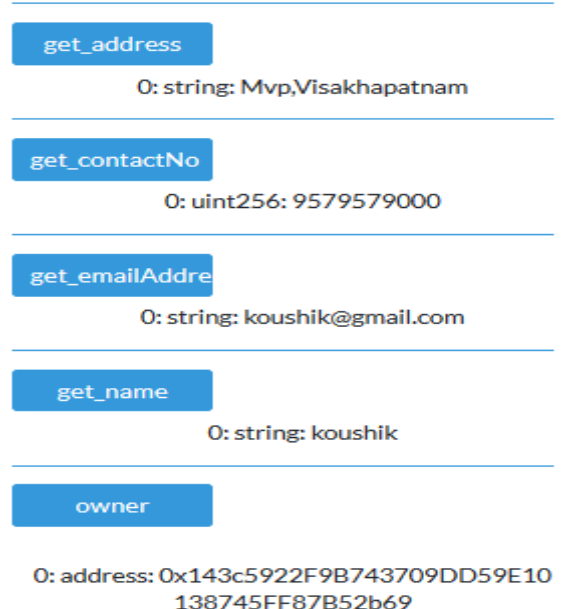 get_address
0: string: Mvp,Visakhapatnam
get_contactNo
0: uint256: 9579579000
get_emailAddre
0: string: koushik@gmail.com
get_name
0: string: koushik
owner
0: address: 0x143c5922F9B743709DD59E10
138745FF87B52b69